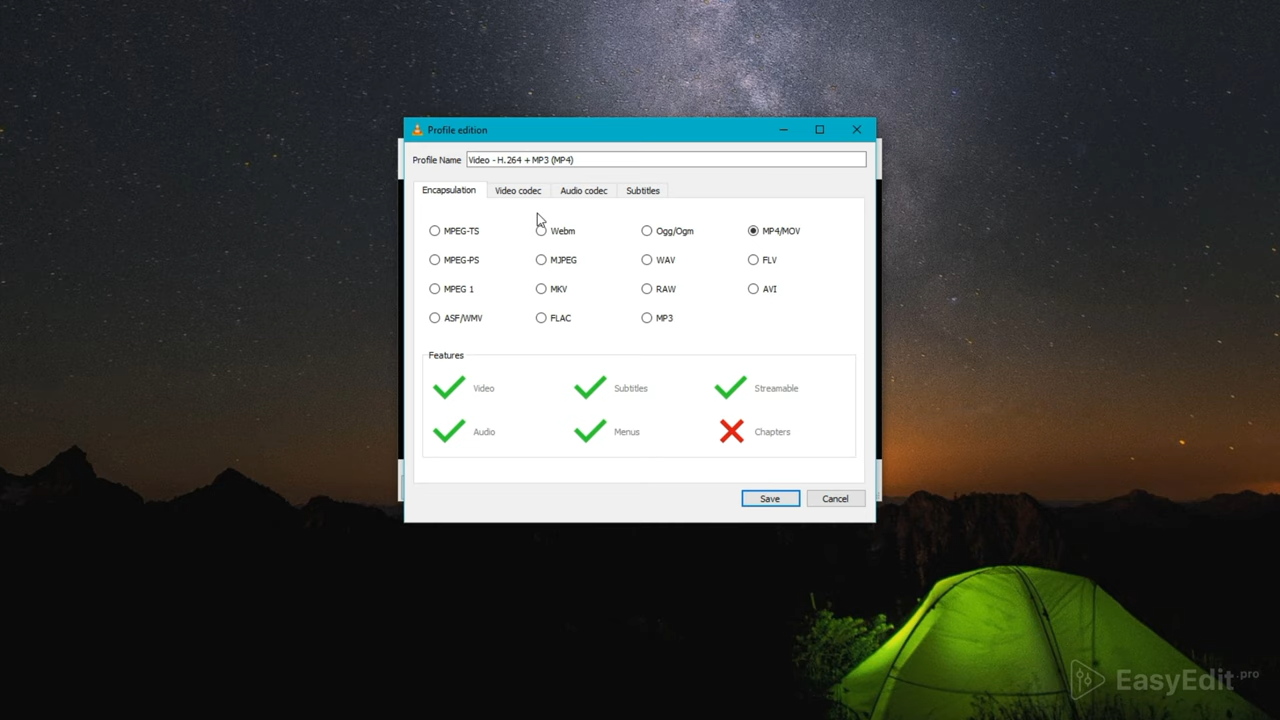 Profile edition
Profile Name Video - H.264 + MP3 (MP4)
Encapsulation Video codec Audio codec Subtitles
MPEG-TS Webm Ogg/Ogm MP4/MOV
MPEG-PS MJPEG WAV FLV
MPEG 1 MKV RAW AVI
ASF/WMV FLAC MP3
Features
Video Subtitles Streamable
Audio Menus Chapters
Save Cancel
EasyEdit.pro